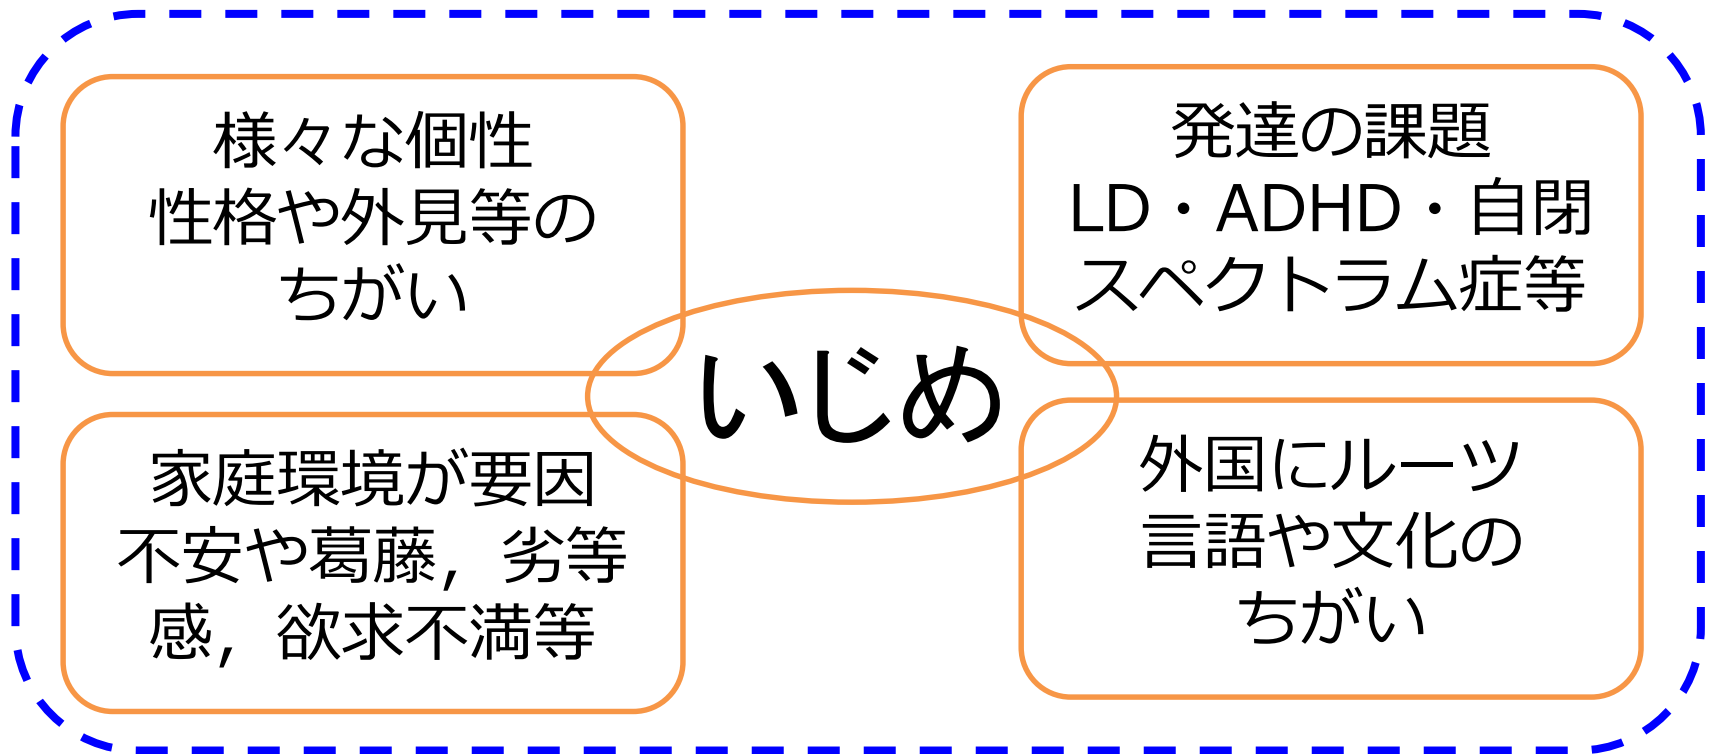 様々な個性
性格や外見等の
ちがい
発達の課題
LD・ADHD・自閉
スペクトラム症等
いじめ
家庭環境が要因
不安や葛藤，劣等
感，欲求不満等
外国にルーツ
言語や文化の
ちがい